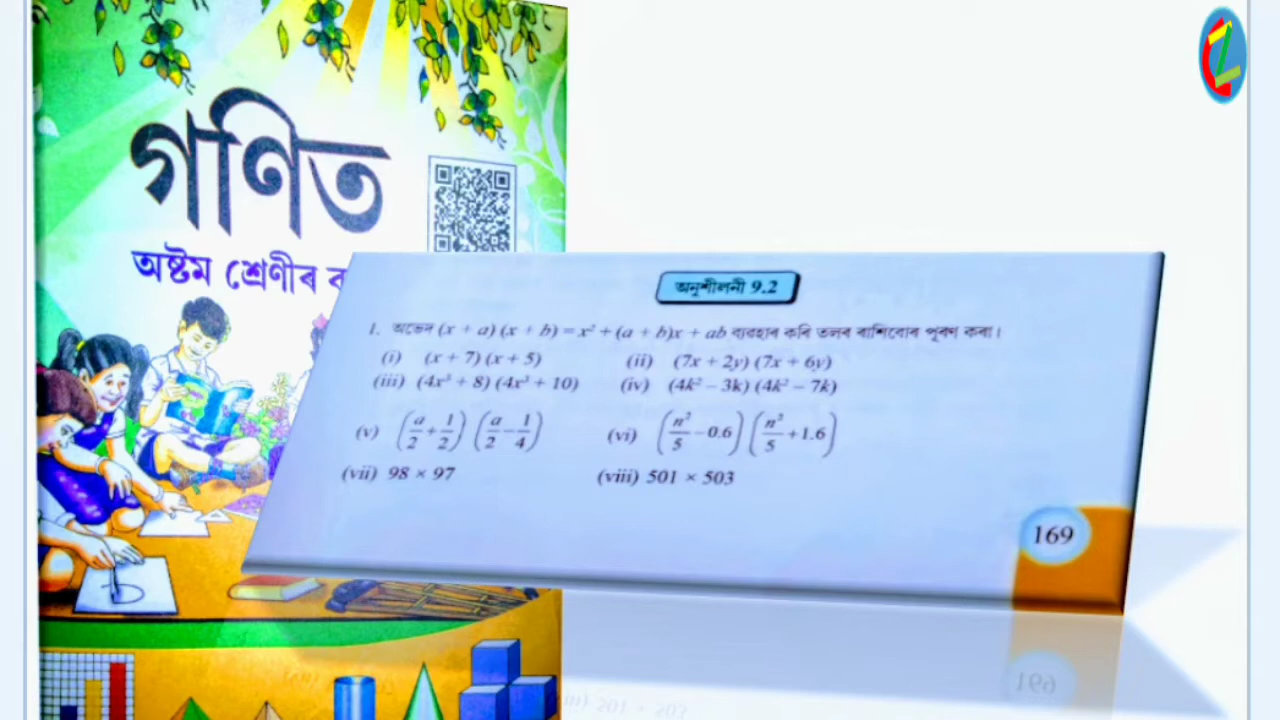 গণিত
অষ্টম শ্ৰেণীৰ
অনুশীলনী 9.2
1. অভেদ (x + a) (x + b) = x² + (a + b)x + ab ব্যৱহাৰ কৰি তলৰ ৰাশিবোৰ পূৰণ কৰা।
(i) (x + 7) (x + 5) (ii) (7x + 2y) (7x + 6y)
(iii) (4x³ + 8) (4x³ + 10) (iv) (4k² – 3k) (4k² – 7k)
(v) (a/2 + 1/2) (a/2 – 1/4) (vi) (n²/5 – 0.6) (n²/5 + 1.6)
(vii) 98 × 97 (viii) 501 × 503
169